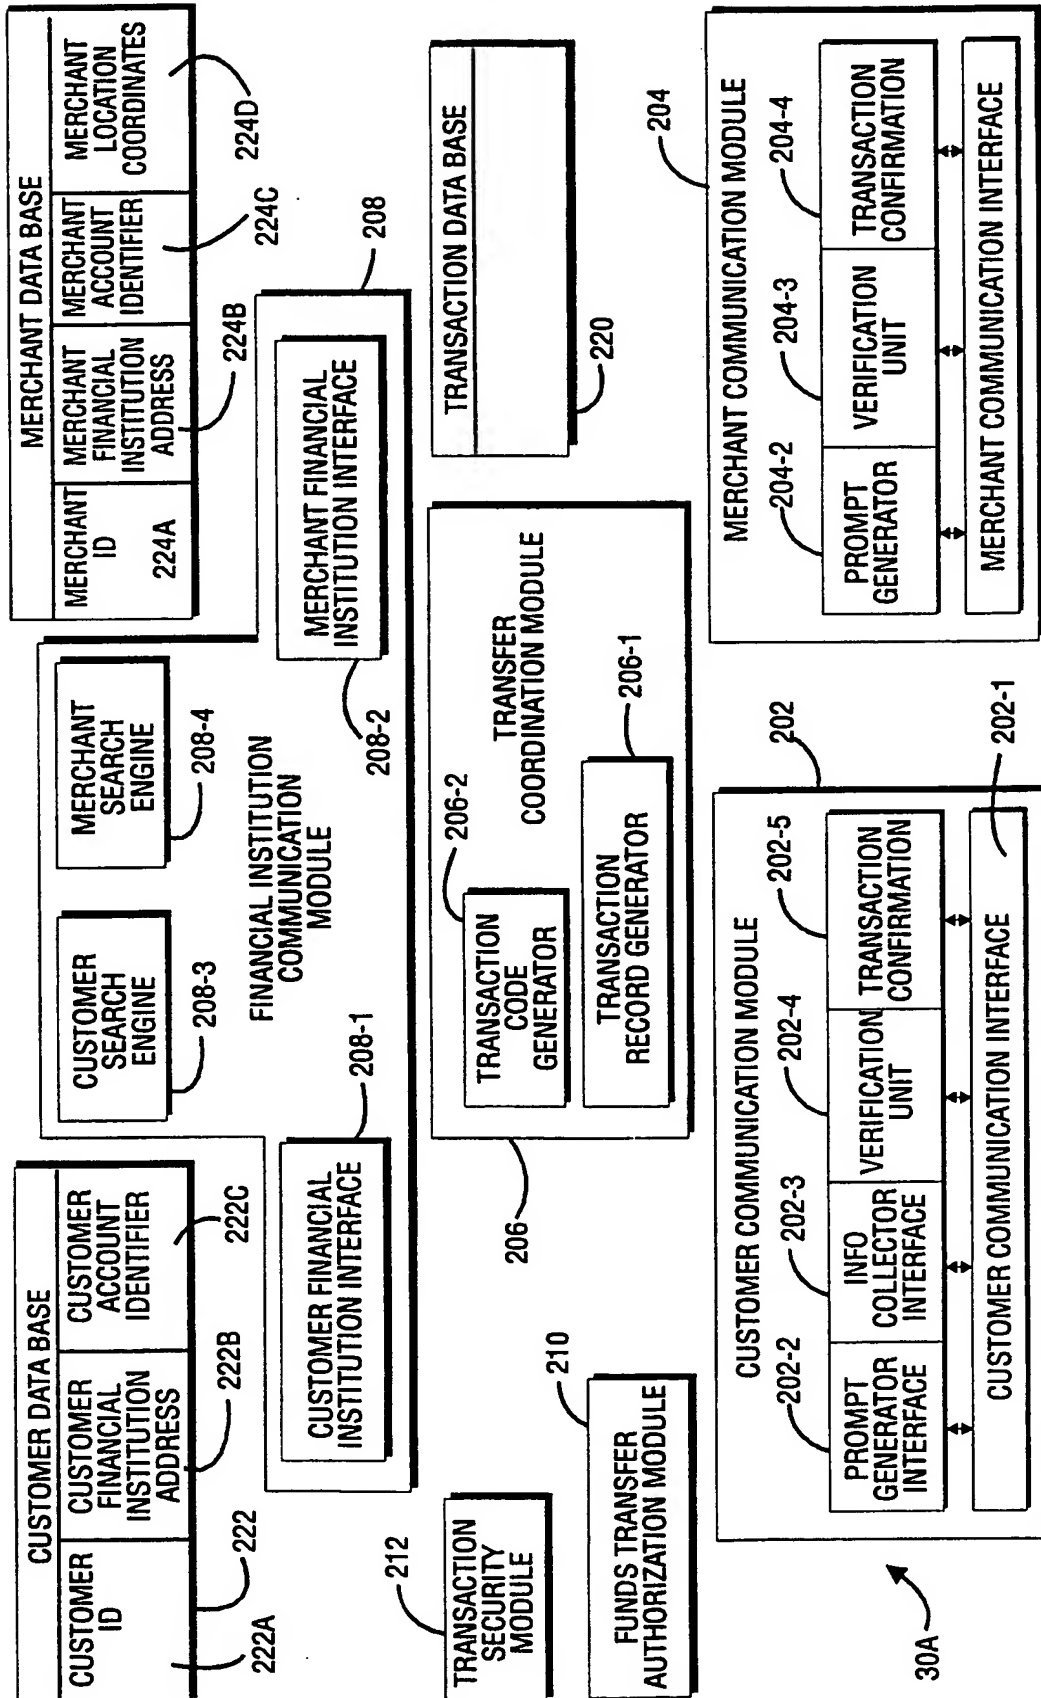 CUSTOMER DATA BASE
CUSTOMER
ID
222A
CUSTOMER
FINANCIAL
INSTITUTION
ADDRESS
222B
CUSTOMER
ACCOUNT
IDENTIFIER
222C
222
MERCHANT DATA BASE
MERCHANT
ID
224A
MERCHANT
FINANCIAL
INSTITUTION
ADDRESS
224B
MERCHANT
ACCOUNT
IDENTIFIER
224C
MERCHANT
LOCATION
COORDINATES
224D
CUSTOMER
SEARCH
ENGINE
208-3
MERCHANT
SEARCH
ENGINE
208-4
FINANCIAL INSTITUTION
COMMUNICATION
MODULE
208
CUSTOMER FINANCIAL
INSTITUTION INTERFACE
208-1
MERCHANT FINANCIAL
INSTITUTION INTERFACE
208-2
TRANSACTION
SECURITY
MODULE
212
TRANSACTION
CODE
GENERATOR
206-2
TRANSFER
COORDINATION MODULE
TRANSACTION
RECORD GENERATOR
206-1
206
TRANSACTION DATA BASE
220
FUNDS TRANSFER
AUTHORIZATION MODULE
210
CUSTOMER COMMUNICATION MODULE
202
202-2
202-3
202-4
202-5
PROMPT
GENERATOR
INTERFACE
INFO
COLLECTOR
INTERFACE
VERIFICATION
UNIT
TRANSACTION
CONFIRMATION
CUSTOMER COMMUNICATION INTERFACE
202-1
MERCHANT COMMUNICATION MODULE
204
204-2
204-3
204-4
PROMPT
GENERATOR
VERIFICATION
UNIT
TRANSACTION
CONFIRMATION
MERCHANT COMMUNICATION INTERFACE
30A